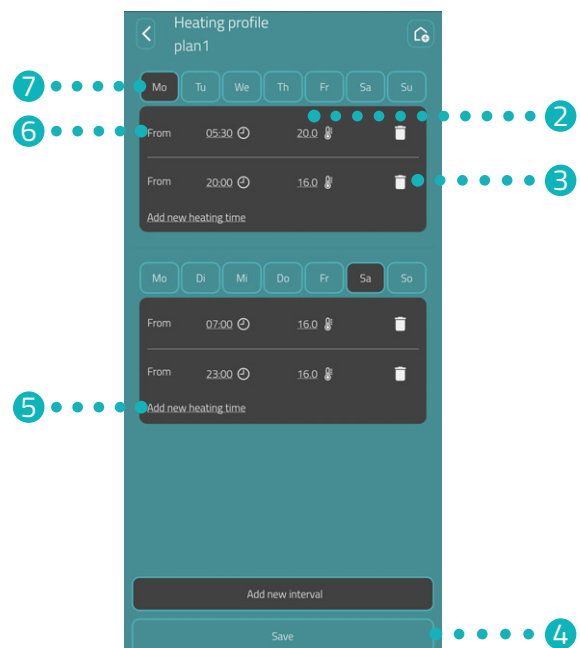 Heating profile
plan1
7 Mo Tu We Th Fr Sa Su
2
6 From 05:30 20.0
From 20:00 16.0 3
Add new heating time
Mo Di Mi Do Fr Sa So
From 07:00 16.0
From 23:00 16.0
5 Add new heating time
Add new interval
Save 4